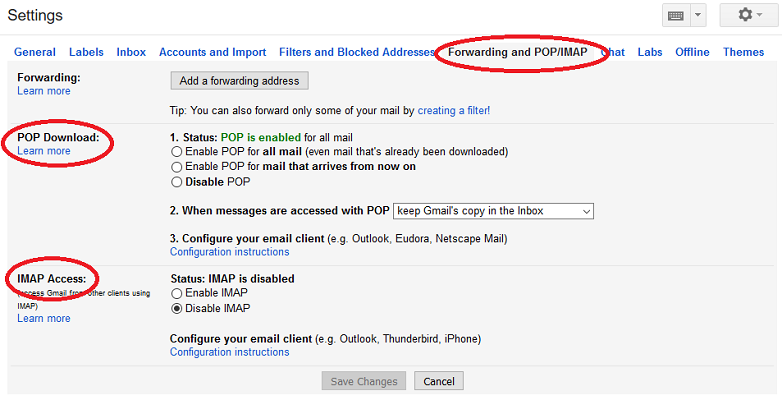 Settings
General Labels Inbox Accounts and Import Filters and Blocked Addresses Forwarding and POP/IMAP Chat Labs Offline Themes
Forwarding:
Learn more
Add a forwarding address
Tip: You can also forward only some of your mail by creating a filter!
POP Download:
Learn more
1. Status: POP is enabled for all mail
Enable POP for all mail (even mail that's already been downloaded)
Enable POP for mail that arrives from now on
Disable POP
2. When messages are accessed with POP keep Gmail's copy in the Inbox
3. Configure your email client (e.g. Outlook, Eudora, Netscape Mail)
Configuration instructions
IMAP Access:
(access Gmail from other clients using
IMAP)
Learn more
Status: IMAP is disabled
Enable IMAP
Disable IMAP
Configure your email client (e.g. Outlook, Thunderbird, iPhone)
Configuration instructions
Save Changes Cancel